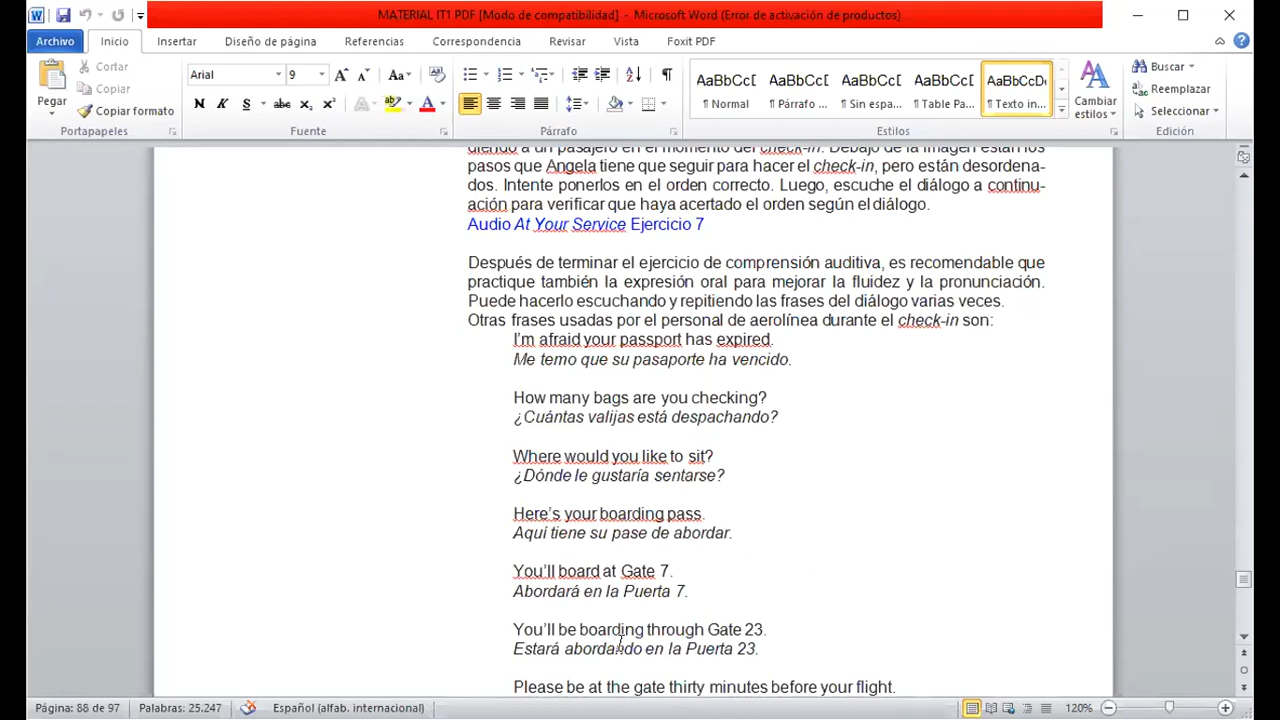 MATERIAL IT1 PDF [Modo de compatibilidad] - Microsoft Word (Error de activación de productos)
Archivo Inicio Insertar Diseño de página Referencias Correspondencia Revisar Vista Foxit PDF
Pegar
Cortar
Copiar
Copiar formato
Portapapeles
Arial 9
Fuente
Párrafo
AaBbCcD AaBbCcD AaBbCcD AaBbCcD AaBbCcDc
¶ Normal ¶ Párrafo ... ¶ Sin espa... ¶ Table Pa... ¶ Texto in...
Cambiar estilos
Estilos
Buscar
Reemplazar
Seleccionar
Edición
diendo a un pasajero en el momento del check-in. Debajo de la imagen están los
pasos que Angela tiene que seguir para hacer el check-in, pero están desordena-
dos. Intente ponerlos en el orden correcto. Luego, escuche el diálogo a continu-
ación para verificar que haya acertado el orden según el diálogo.
Audio At Your Service Ejercicio 7
Después de terminar el ejercicio de comprensión auditiva, es recomendable que
practique también la expresión oral para mejorar la fluidez y la pronunciación.
Puede hacerlo escuchando y repitiendo las frases del diálogo varias veces.
Otras frases usadas por el personal de aerolínea durante el check-in son:
I'm afraid your passport has expired.
Me temo que su pasaporte ha vencido.
How many bags are you checking?
¿Cuántas valijas está despachando?
Where would you like to sit?
¿Dónde le gustaría sentarse?
Here's your boarding pass.
Aquí tiene su pase de abordar.
You'll board at Gate 7.
Abordará en la Puerta 7.
You'll be boarding through Gate 23.
Estará abordando en la Puerta 23.
Please be at the gate thirty minutes before your flight.
Página: 88 de 97 Palabras: 25.247 Español (alfab. internacional) 120%